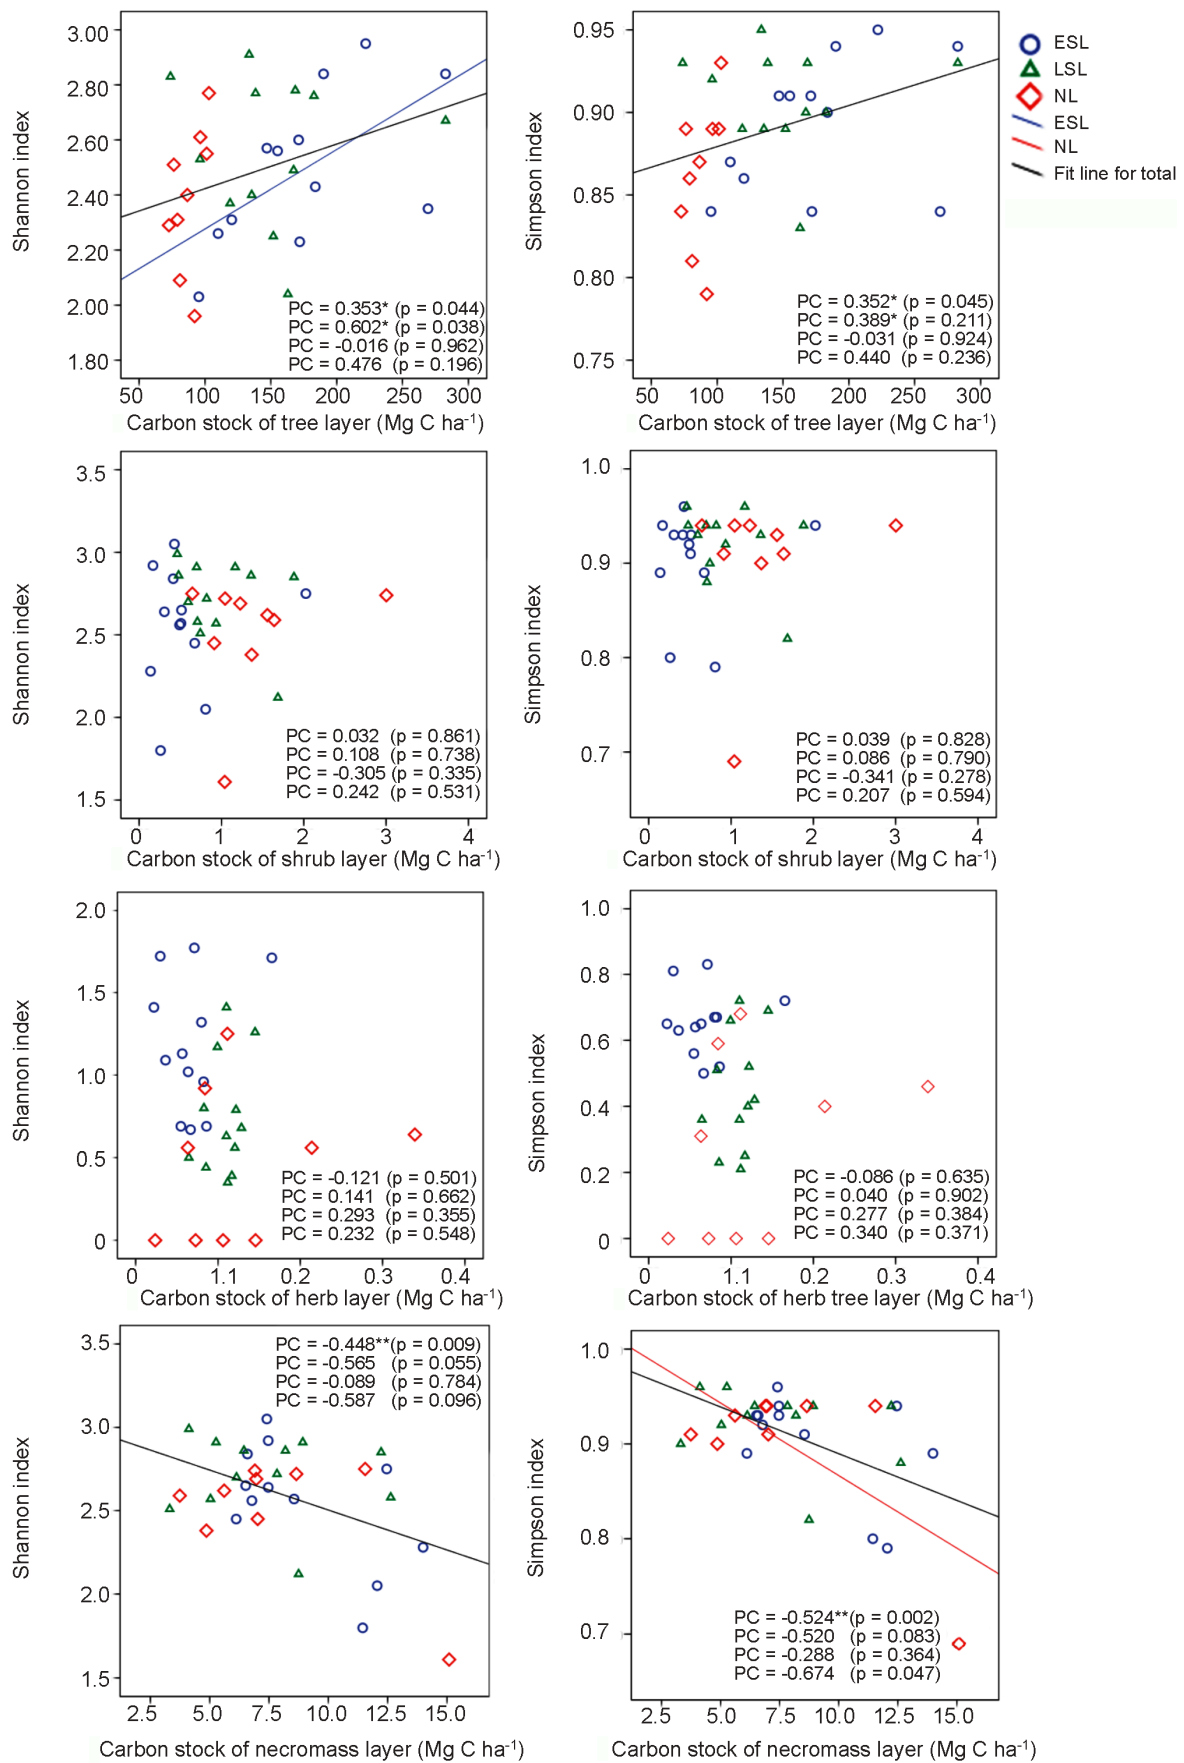 3.00
2.80
2.60
2.40
2.20
2.00
1.80
Shannon index
PC = 0.353* (p = 0.044)
PC = 0.602* (p = 0.038)
PC = -0.016 (p = 0.962)
PC = 0.476 (p = 0.196)
50 100 150 200 250 300
Carbon stock of tree layer (Mg C ha⁻¹)
0.95
0.90
0.85
0.80
0.75
Simpson index
PC = 0.352* (p = 0.045)
PC = 0.389* (p = 0.211)
PC = -0.031 (p = 0.924)
PC = 0.440 (p = 0.236)
50 100 150 200 250 300
Carbon stock of tree layer (Mg C ha⁻¹)
ESL
LSL
NL
ESL
NL
Fit line for total
3.5
3.0
2.5
2.0
1.5
Shannon index
PC = 0.032 (p = 0.861)
PC = 0.108 (p = 0.738)
PC = -0.305 (p = 0.335)
PC = 0.242 (p = 0.531)
0 1 2 3 4
Carbon stock of shrub layer (Mg C ha⁻¹)
1.0
0.9
0.8
0.7
Simpson index
PC = 0.039 (p = 0.828)
PC = 0.086 (p = 0.790)
PC = -0.341 (p = 0.278)
PC = 0.207 (p = 0.594)
0 1 2 3 4
Carbon stock of shrub layer (Mg C ha⁻¹)
2.0
1.5
1.0
0.5
0
Shannon index
PC = -0.121 (p = 0.501)
PC = 0.141 (p = 0.662)
PC = 0.293 (p = 0.355)
PC = 0.232 (p = 0.548)
0 1.1 0.2 0.3 0.4
Carbon stock of herb layer (Mg C ha⁻¹)
1.0
0.8
0.6
0.4
0.2
0
Simpson index
PC = -0.086 (p = 0.635)
PC = 0.040 (p = 0.902)
PC = 0.277 (p = 0.384)
PC = 0.340 (p = 0.371)
0 1.1 0.2 0.3 0.4
Carbon stock of herb tree layer (Mg C ha⁻¹)
3.5
3.0
2.5
2.0
1.5
Shannon index
PC = -0.448**(p = 0.009)
PC = -0.565 (p = 0.055)
PC = -0.089 (p = 0.784)
PC = -0.587 (p = 0.096)
2.5 5.0 7.5 10.0 12.5 15.0
Carbon stock of necromass layer (Mg C ha⁻¹)
1.0
0.9
0.8
0.7
Simpson index
PC = -0.524**(p = 0.002)
PC = -0.520 (p = 0.083)
PC = -0.288 (p = 0.364)
PC = -0.674 (p = 0.047)
2.5 5.0 7.5 10.0 12.5 15.0
Carbon stock of necromass layer (Mg C ha⁻¹)